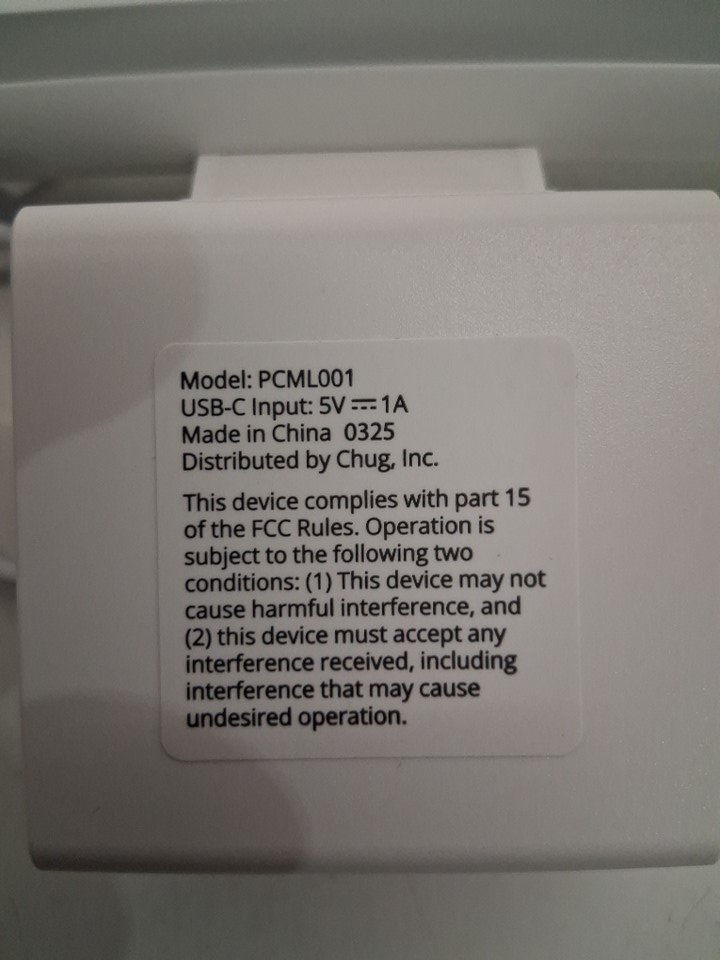 Model: PCML001
USB-C Input: 5V ⎓ 1A
Made in China 0325
Distributed by Chug, Inc.
This device complies with part 15
of the FCC Rules. Operation is
subject to the following two
conditions: (1) This device may not
cause harmful interference, and
(2) this device must accept any
interference received, including
interference that may cause
undesired operation.